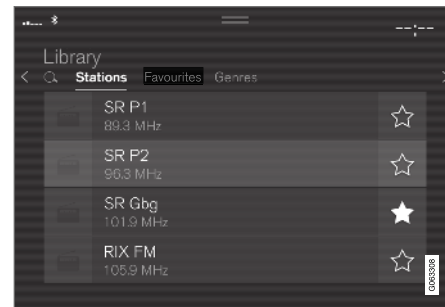 --:--
Library
Stations Favourites Genres
SR P1
89.3 MHz
SR P2
96.3 MHz
SR Gbg
101.9 MHz
RIX FM
105.9 MHz
G063308